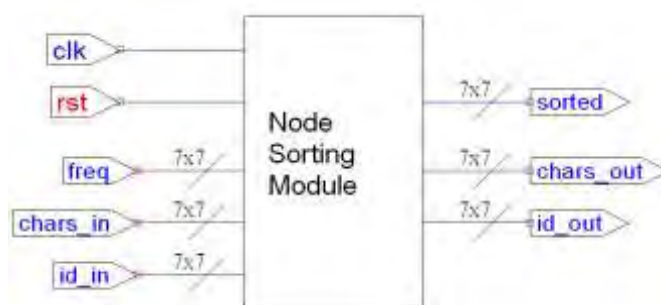 clk
rst
freq
7x7
chars_in
7x7
id_in
7x7
Node
Sorting
Module
7x7
sorted
7x7
chars_out
7x7
id_out